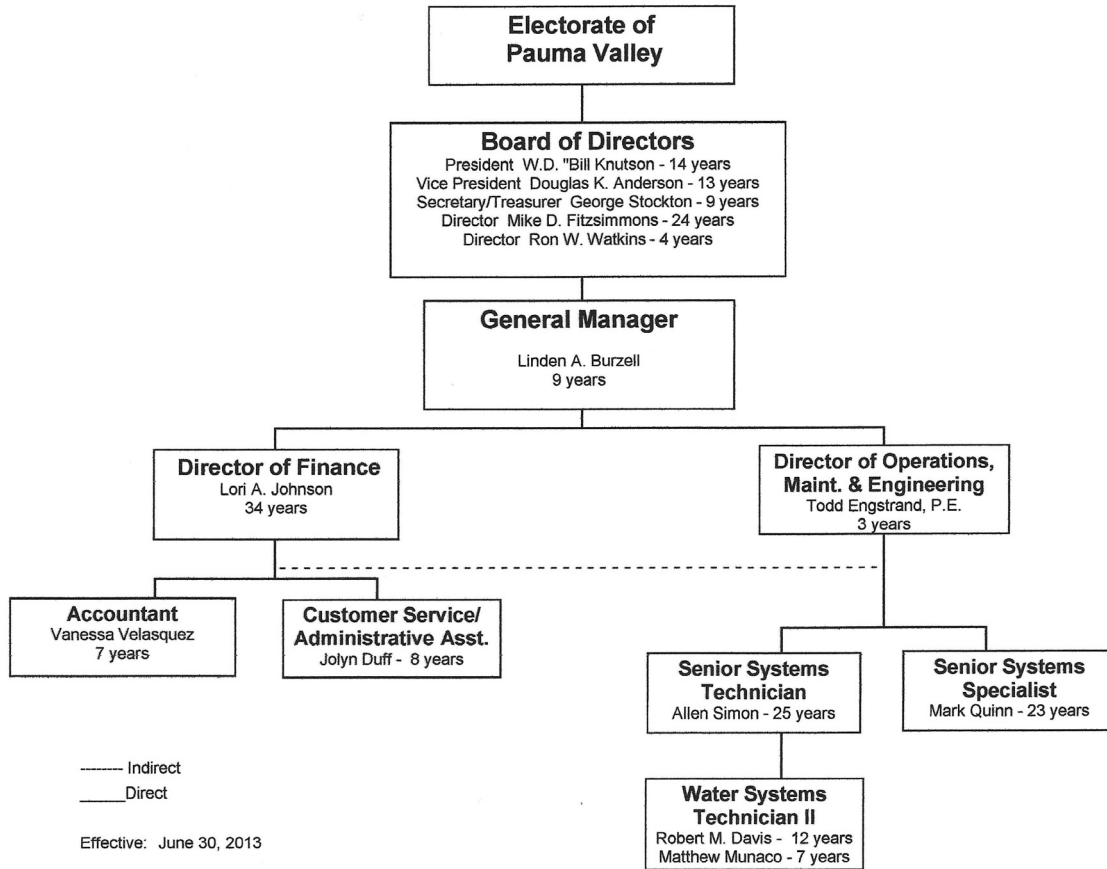 Electorate of
Pauma Valley
Board of Directors
President W.D. "Bill Knutson - 14 years
Vice President Douglas K. Anderson - 13 years
Secretary/Treasurer George Stockton - 9 years
Director Mike D. Fitzsimmons - 24 years
Director Ron W. Watkins - 4 years
General Manager
Linden A. Burzell
9 years
Director of Finance
Lori A. Johnson
34 years
Director of Operations,
Maint. & Engineering
Todd Engstrand, P.E.
3 years
Accountant
Vanessa Velasquez
7 years
Customer Service/
Administrative Asst.
Jolyn Duff - 8 years
Senior Systems
Technician
Allen Simon - 25 years
Senior Systems
Specialist
Mark Quinn - 23 years
Water Systems
Technician II
Robert M. Davis - 12 years
Matthew Munaco - 7 years
-------- Indirect
______Direct
Effective: June 30, 2013